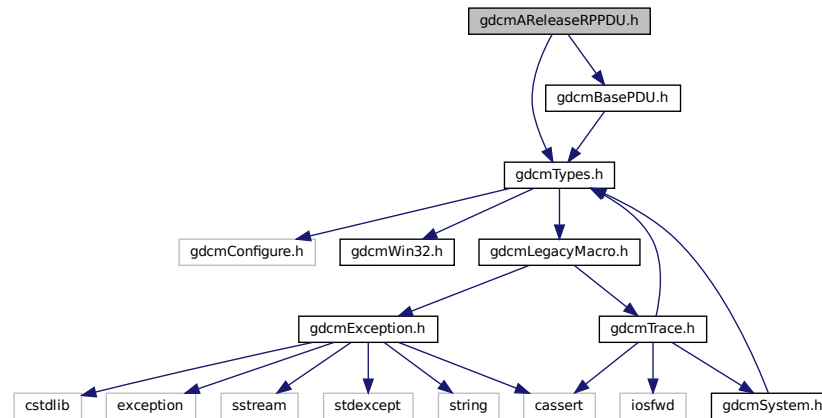 gdcmAReleaseRPPDU.h
gdcmBasePDU.h
gdcmTypes.h
gdcmConfigure.h
gdcmWin32.h
gdcmLegacyMacro.h
gdcmException.h
gdcmTrace.h
cstdlib
exception
sstream
stdexcept
string
cassert
iosfwd
gdcmSystem.h